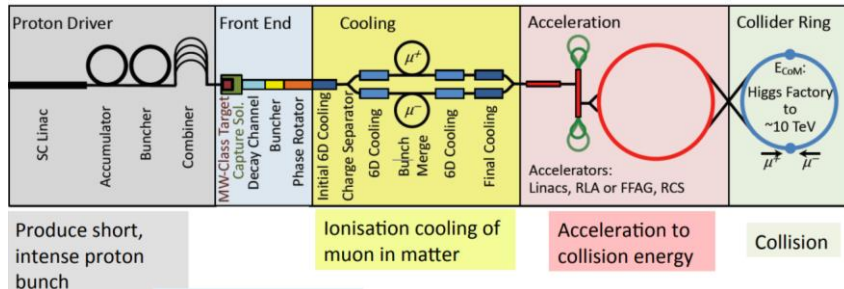 Proton Driver
Front End
Cooling
Acceleration
Collider Ring
SC Linac
Accumulator
Buncher
Combiner
MW-Class Target
Capture Sol.
Decay Channel
Buncher
Phase Rotator
Initial 6D Cooling
Charge Separator
6D Cooling
Bunch
Merge
6D Cooling
Final Cooling
μ+
μ−
Accelerators:
Linacs, RLA or FFAG, RCS
ECoM:
Higgs Factory
to
~10 TeV
μ+ μ−
Produce short,
intense proton
bunch
Ionisation cooling of
muon in matter
Acceleration to
collision energy
Collision